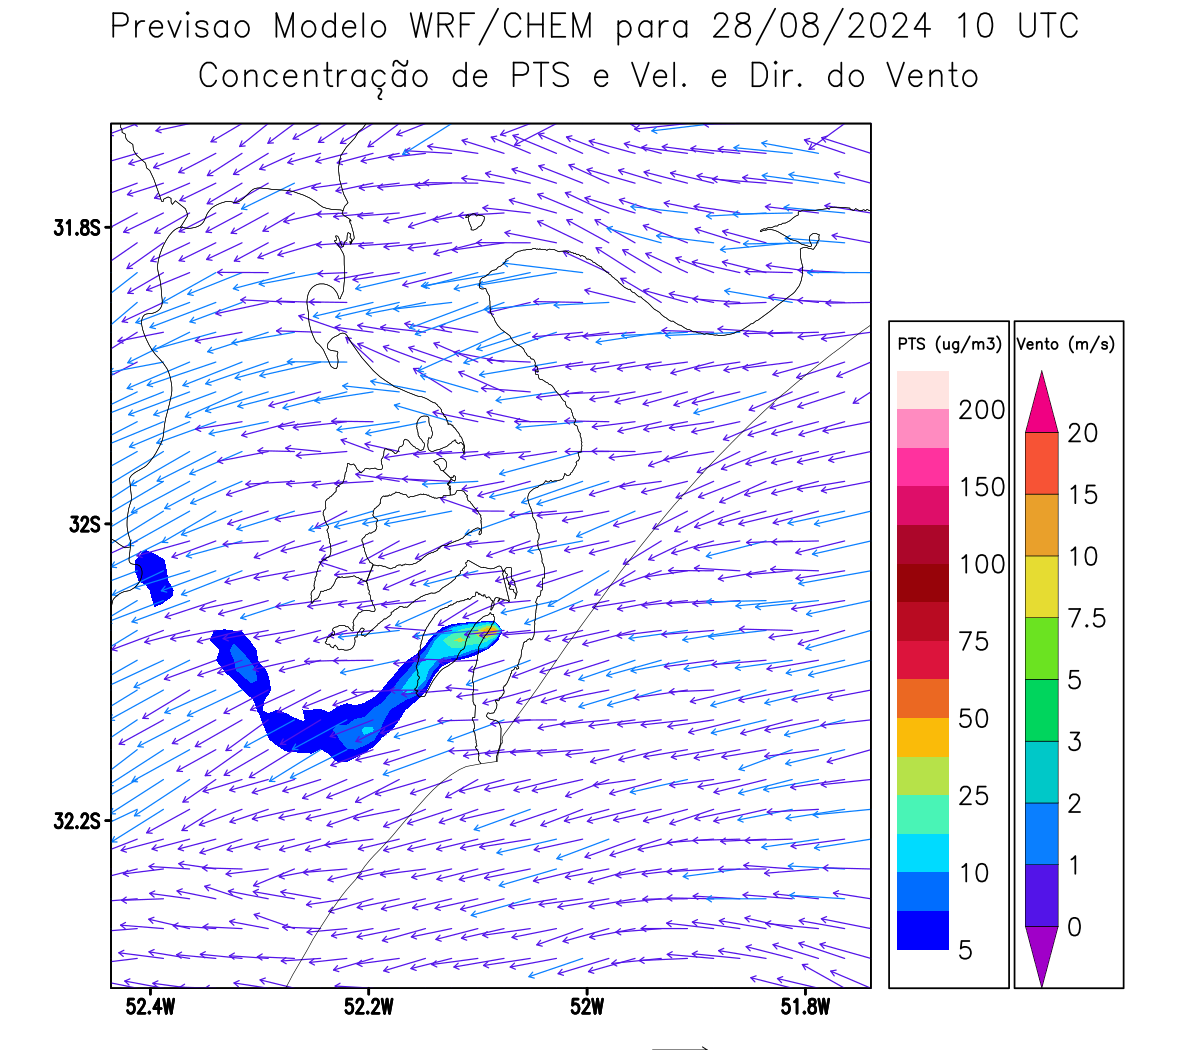 Previsao Modelo WRF/CHEM para 28/08/2024 10 UTC
Concentração de PTS e Vel. e Dir. do Vento
31.8S
32S
32.2S
52.4W
52.2W
52W
51.8W
PTS (ug/m3)
200
150
100
75
50
25
10
5
Vento (m/s)
20
15
10
7.5
5
3
2
1
0